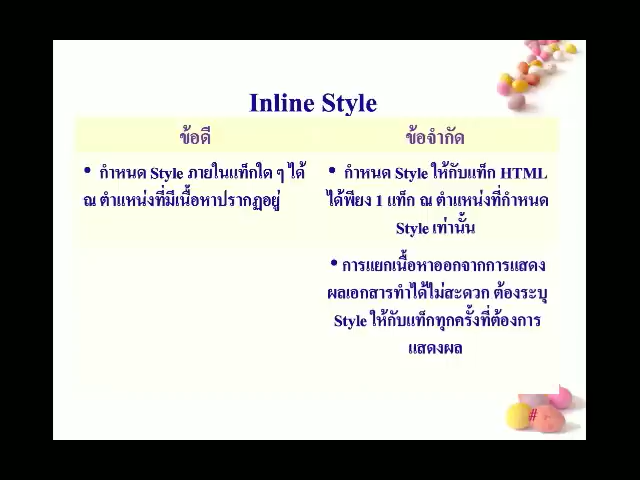 Inline Style
ข้อดี
ข้อจำกัด
• กำหนด Style ภายในแท็กใด ๆ ได้
ณ ตำแหน่งที่มีเนื้อหาปรากฏอยู่
• กำหนด Style ให้กับแท็ก HTML
ได้พียง 1 แท็ก ณ ตำแหน่งที่กำหนด
Style เท่านั้น
• การแยกเนื้อหาออกจากการแสดง
ผลเอกสารทำได้ไม่สะดวก ต้องระบุ
Style ให้กับแท็กทุกครั้งที่ต้องการ
แสดงผล
#